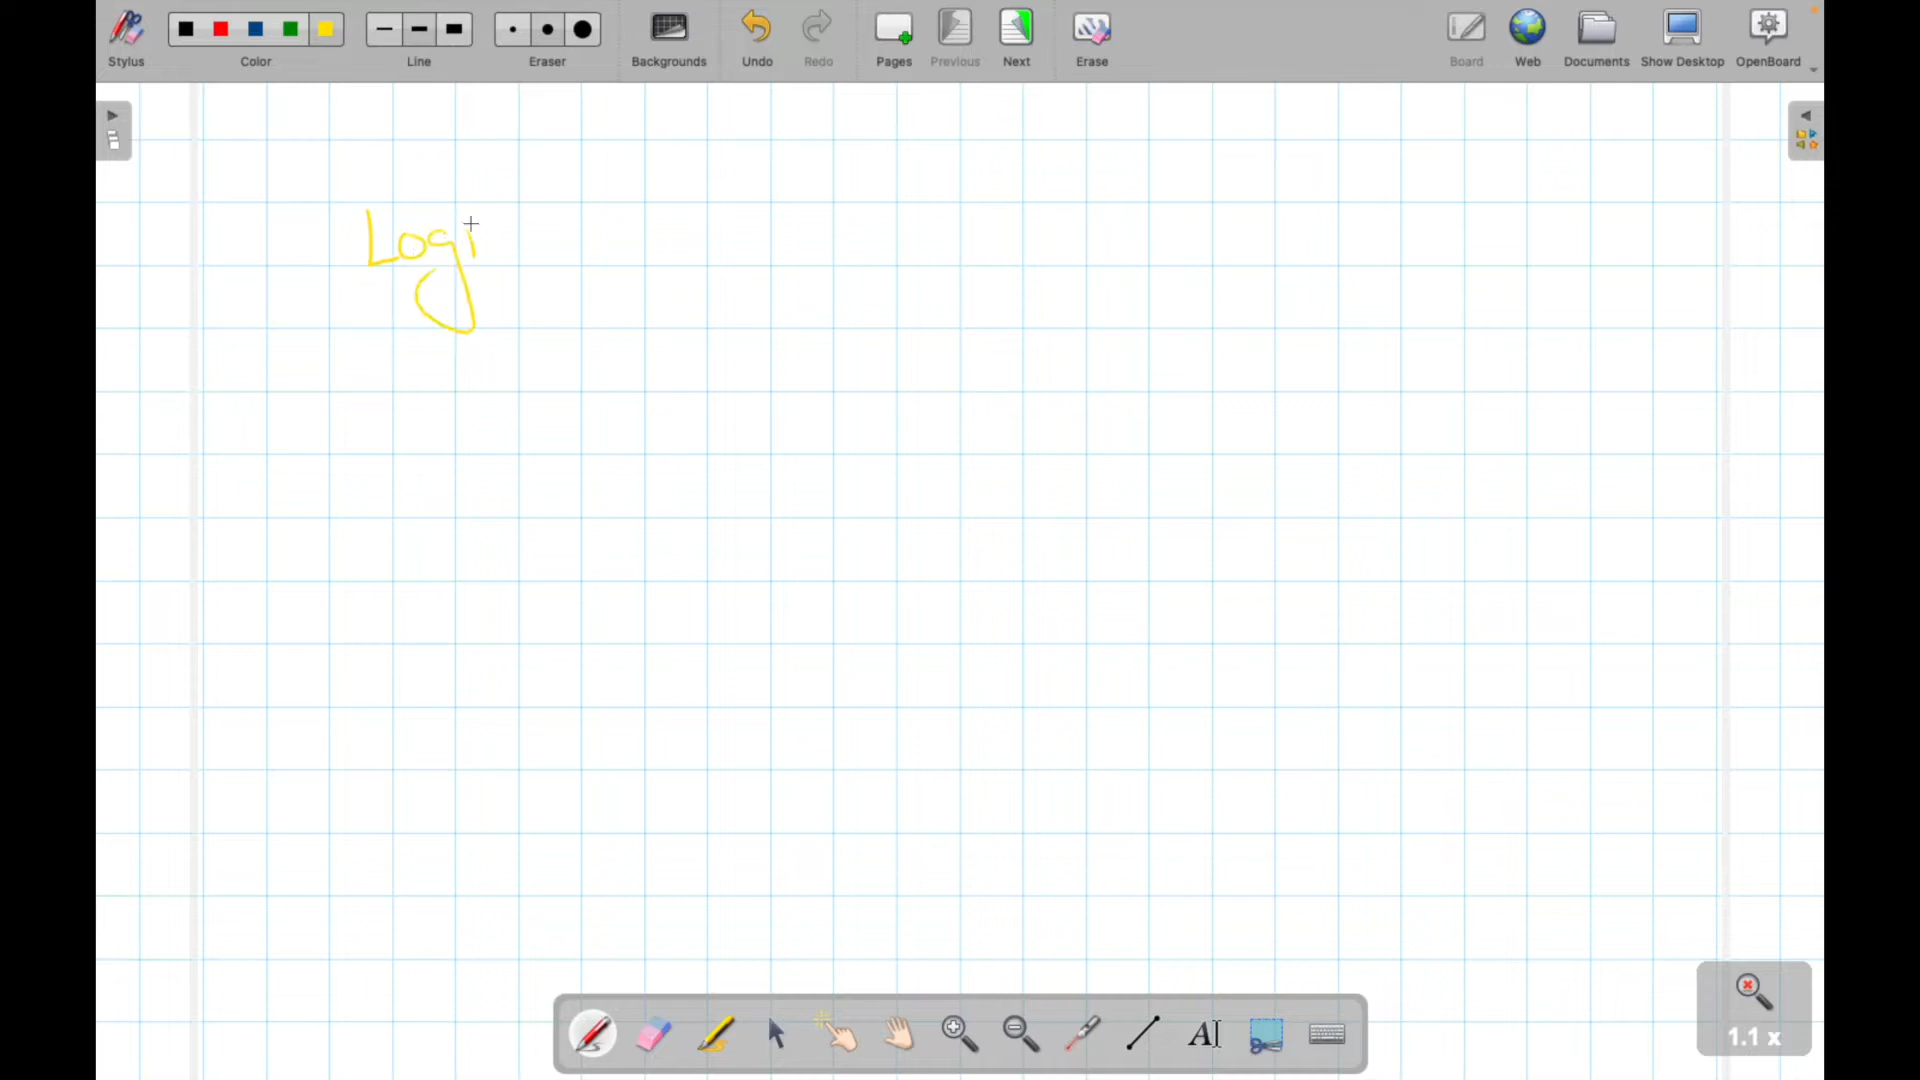 Stylus
Color
Line
Eraser
Backgrounds
Undo
Redo
Pages
Previous
Next
Erase
Board
Web
Documents
Show Desktop
OpenBoard
Logi
AI
1.1 x